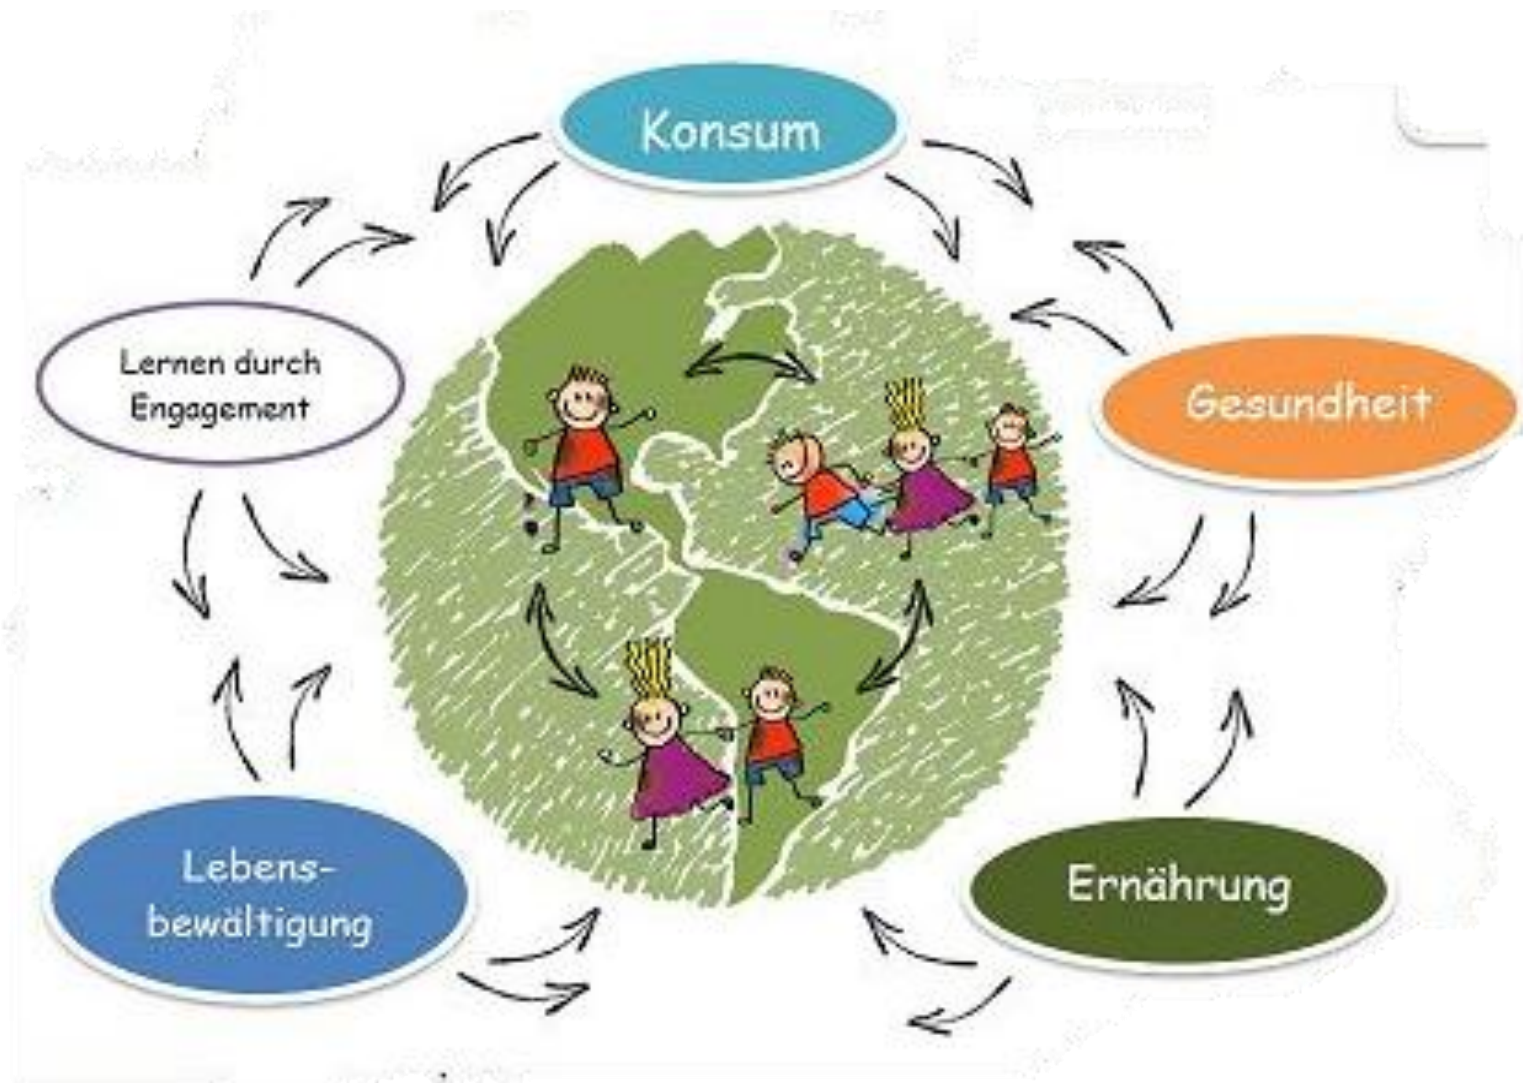 Konsum
Lernen durch
Engagement
Gesundheit
Lebens-
bewältigung
Ernährung